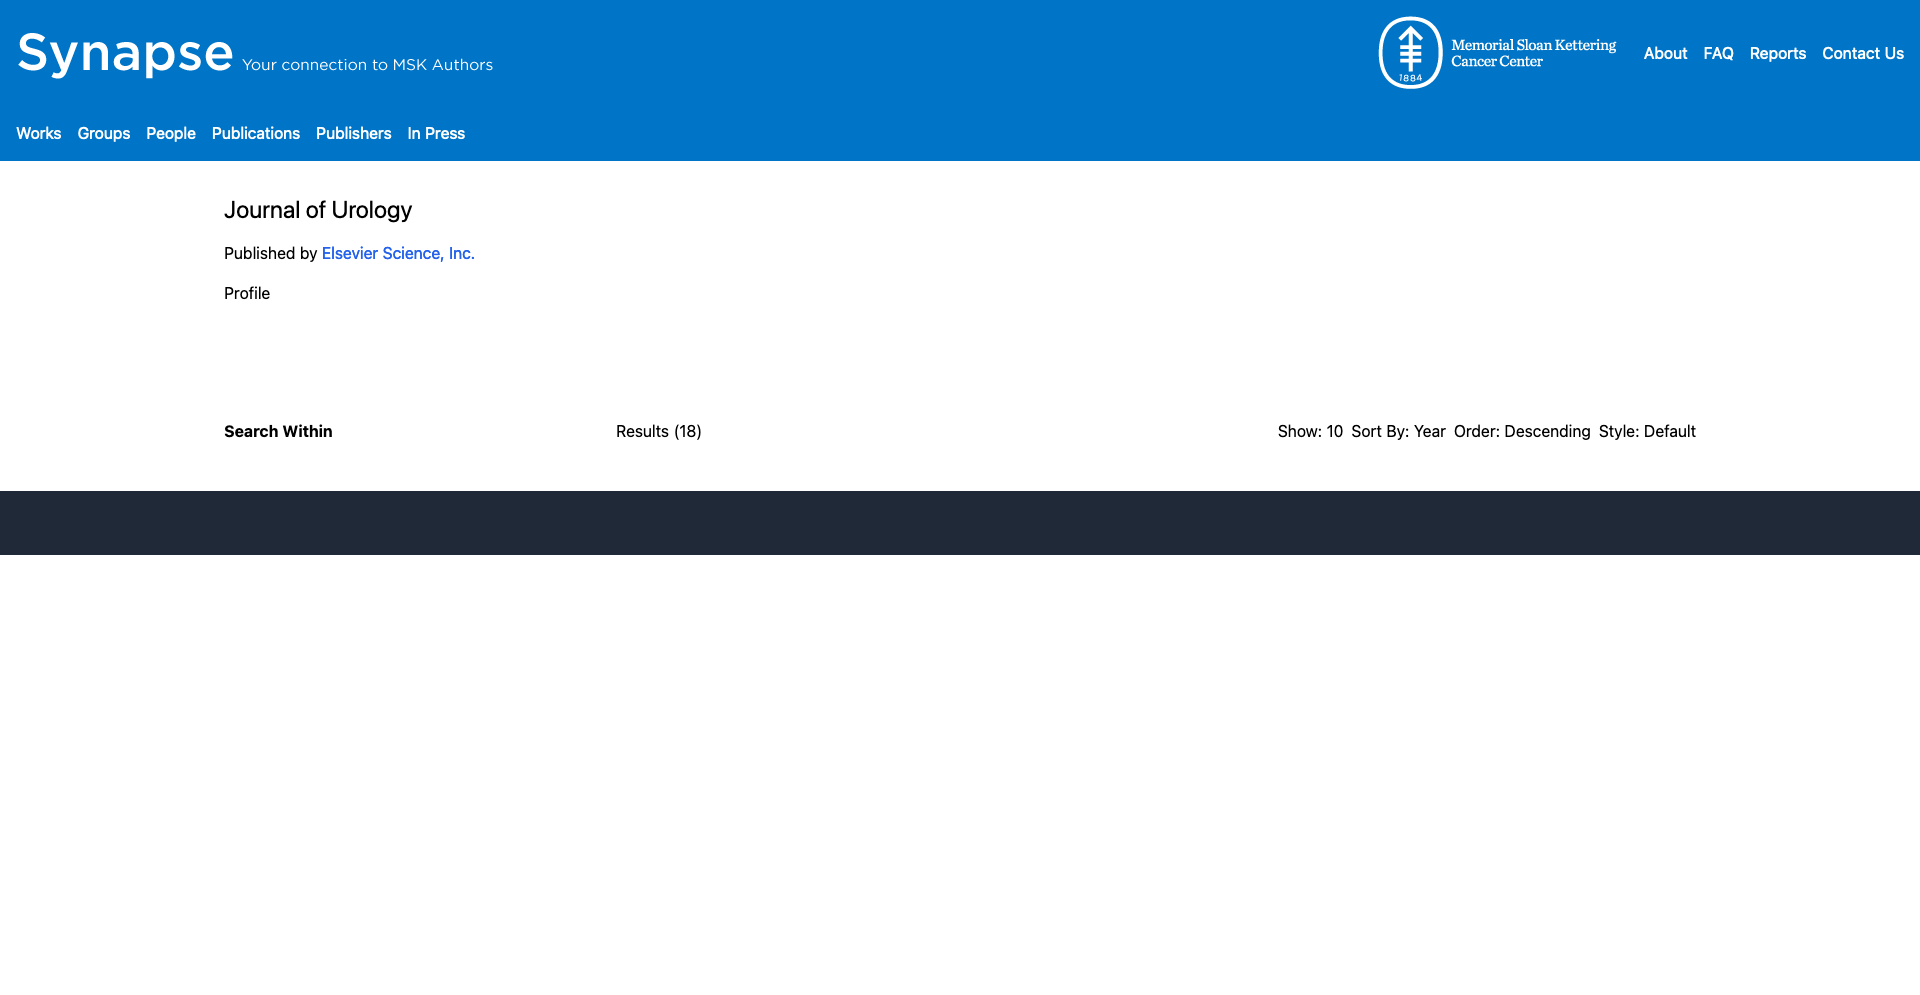 Synapse Your connection to MSK Authors
1884
Memorial Sloan Kettering
Cancer Center
About FAQ Reports Contact Us
Works Groups People Publications Publishers In Press
Journal of Urology
Published by Elsevier Science, Inc.
Profile
Search Within
Results (18)
Show: 10 Sort By: Year Order: Descending Style: Default